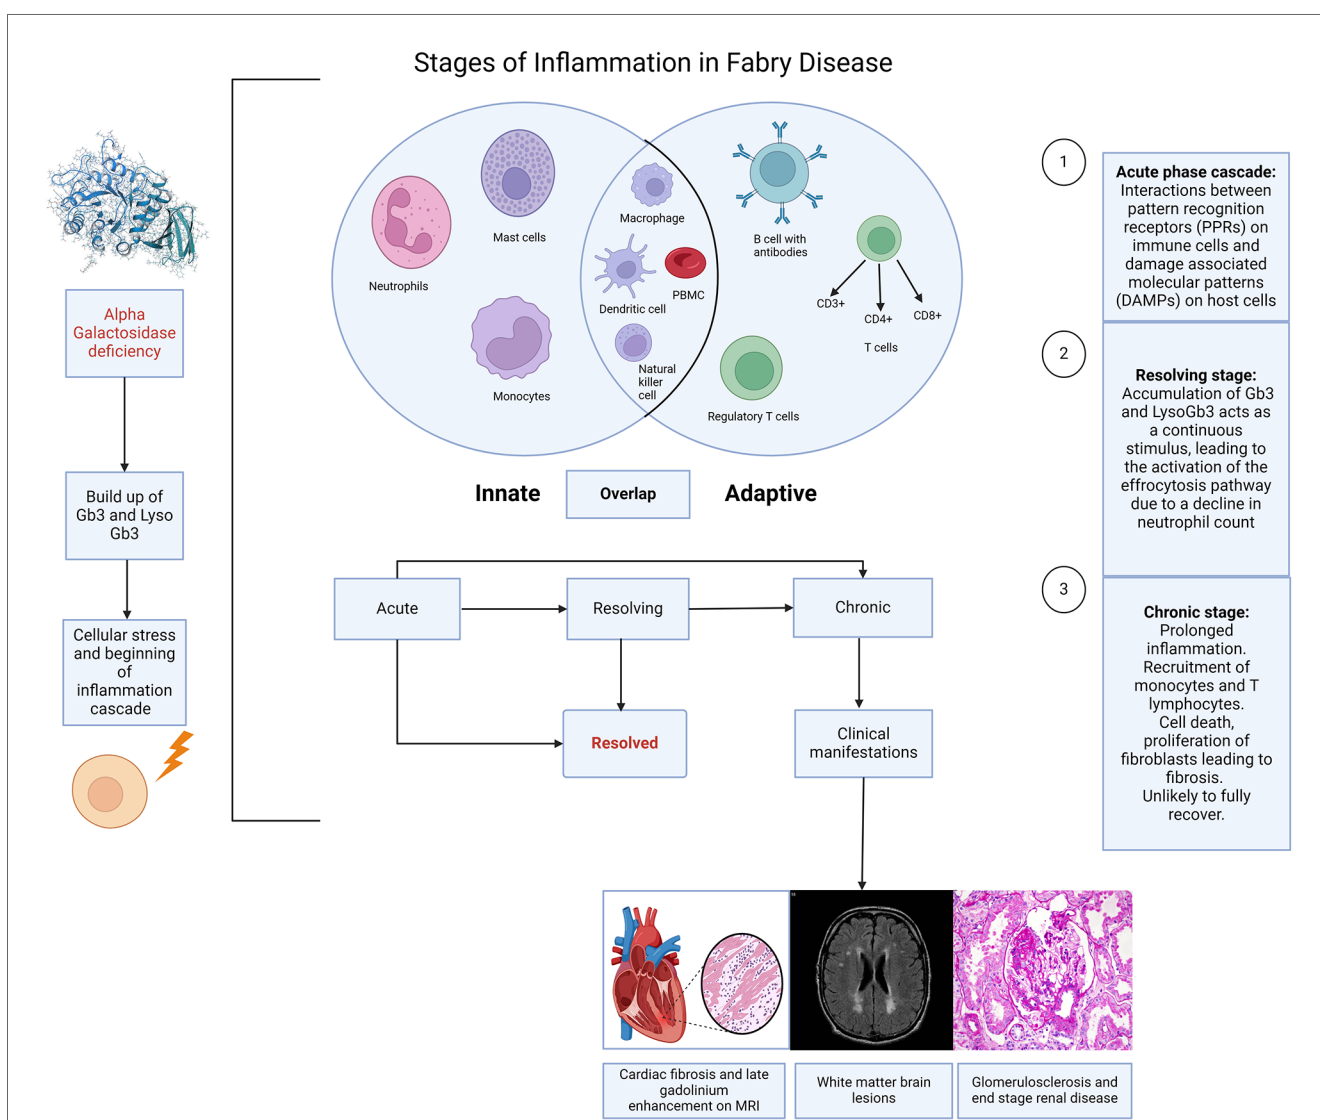 Stages of Inflammation in Fabry Disease
Alpha
Galactosidase
deficiency
Build up of
Gb3 and Lyso
Gb3
Cellular stress
and beginning
of
inflammation
cascade
Neutrophils
Mast cells
Monocytes
Macrophage
Dendritic cell
PBMC
Natural
killer
cell
B cell with
antibodies
CD3+
CD4+
CD8+
T cells
Regulatory T cells
Innate
Overlap
Adaptive
Acute
Resolving
Chronic
Resolved
Clinical
manifestations
Cardiac fibrosis and late
gadolinium
enhancement on MRI
White matter brain
lesions
Glomerulosclerosis and
end stage renal disease
1
Acute phase cascade:
Interactions between
pattern recognition
receptors (PPRs) on
immune cells and
damage associated
molecular patterns
(DAMPs) on host cells
2
Resolving stage:
Accumulation of Gb3
and LysoGb3 acts as
a continuous
stimulus, leading to
the activation of the
effrocytosis pathway
due to a decline in
neutrophil count
3
Chronic stage:
Prolonged
inflammation.
Recruitment of
monocytes and T
lymphocytes.
Cell death,
proliferation of
fibroblasts leading to
fibrosis.
Unlikely to fully
recover.